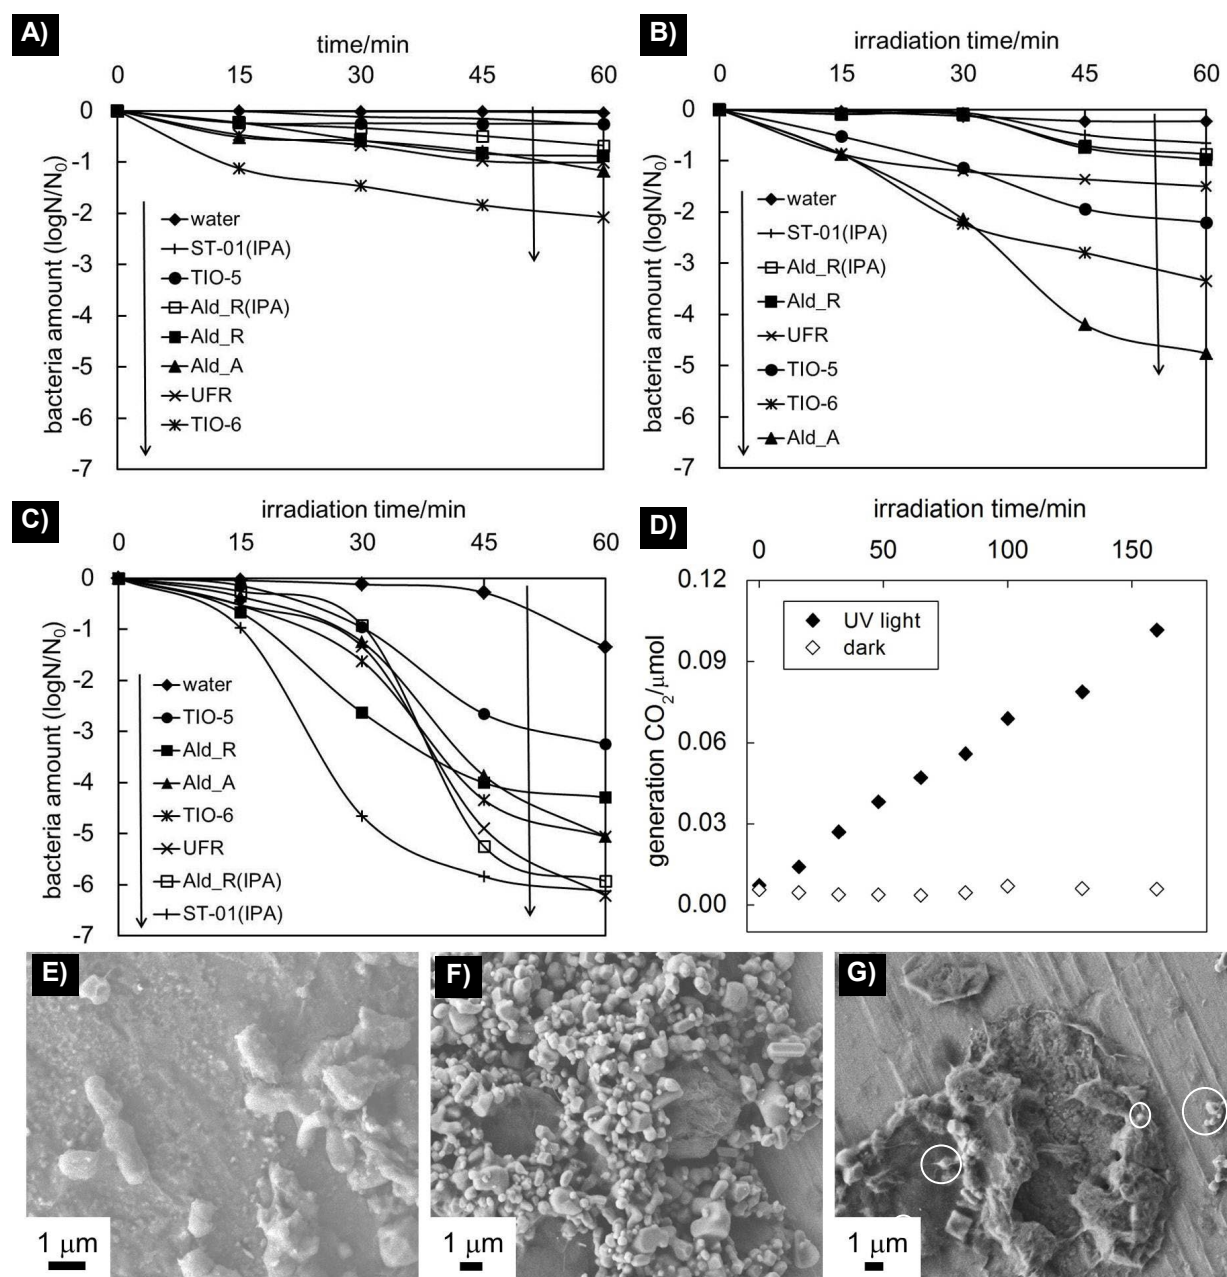 A)
time/min
0 15 30 45 60
0
-1
-2
-3
-4
-5
-6
-7
bacteria amount (logN/N0)
water
ST-01(IPA)
TIO-5
Ald_R(IPA)
Ald_R
Ald_A
UFR
TIO-6
B)
irradiation time/min
0 15 30 45 60
0
-1
-2
-3
-4
-5
-6
-7
bacteria amount (logN/N0)
water
ST-01(IPA)
Ald_R(IPA)
Ald_R
UFR
TIO-5
TIO-6
Ald_A
C)
irradiation time/min
0 15 30 45 60
0
-1
-2
-3
-4
-5
-6
-7
bacteria amount (logN/N0)
water
TIO-5
Ald_R
Ald_A
TIO-6
UFR
Ald_R(IPA)
ST-01(IPA)
D)
irradiation time/min
0 50 100 150
0.12
0.09
0.06
0.03
0.00
generation CO2/μmol
UV light
dark
E)
1 μm
F)
1 μm
G)
1 μm